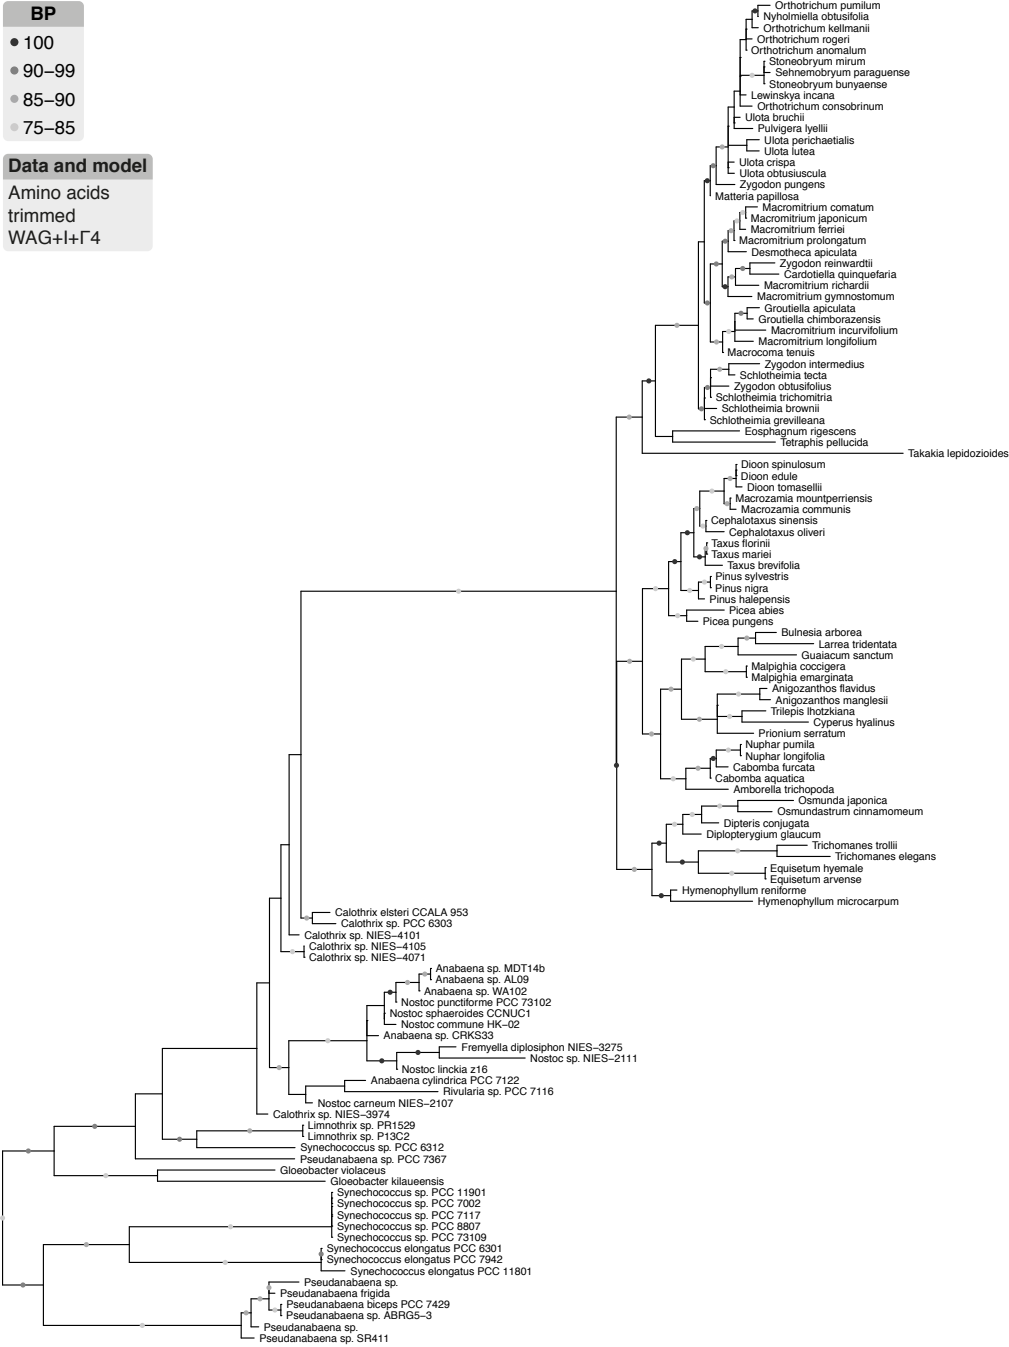 BP
100
90–99
85–90
75–85
Data and model
Amino acids
trimmed
WAG+I+Γ4
Orthotrichum pumilum
Nyholmiella obtusifolia
Orthotrichum kellmanii
Orthotrichum rogeri
Orthotrichum anomalum
Stoneobryum mirum
Sehnemobryum paraguense
Stoneobryum bunyaense
Lewinskya incana
Orthotrichum consobrinum
Ulota bruchii
Pulvigera lyellii
Ulota perichaetialis
Ulota lutea
Ulota crispa
Ulota obtusiuscula
Zygodon pungens
Matteria papillosa
Macromitrium comatum
Macromitrium japonicum
Macromitrium ferriei
Macromitrium prolongatum
Desmotheca apiculata
Zygodon reinwardtii
Cardotiella quinquefaria
Macromitrium richardii
Macromitrium gymnostomum
Groutiella apiculata
Groutiella chimborazensis
Macromitrium incurvifolium
Macromitrium longifolium
Macrocoma tenuis
Zygodon intermedius
Schlotheimia tecta
Zygodon obtusifolius
Schlotheimia trichomitria
Schlotheimia brownii
Schlotheimia grevilleana
Eosphagnum rigescens
Tetraphis pellucida
Takakia lepidozioides
Dioon spinulosum
Dioon edule
Dioon tomasellii
Macrozamia mountperriensis
Macrozamia communis
Cephalotaxus sinensis
Cephalotaxus oliveri
Taxus florinii
Taxus mariei
Taxus brevifolia
Pinus sylvestris
Pinus nigra
Pinus halepensis
Picea abies
Picea pungens
Bulnesia arborea
Larrea tridentata
Guaiacum sanctum
Malpighia coccigera
Malpighia emarginata
Anigozanthos flavidus
Anigozanthos manglesii
Trilepis lhotzkiana
Cyperus hyalinus
Prionium serratum
Nuphar pumila
Nuphar longifolia
Cabomba furcata
Cabomba aquatica
Amborella trichopoda
Osmunda japonica
Osmundastrum cinnamomeum
Dipteris conjugata
Diplopterygium glaucum
Trichomanes trollii
Trichomanes elegans
Equisetum hyemale
Equisetum arvense
Hymenophyllum reniforme
Hymenophyllum microcarpum
Calothrix elsteri CCALA 953
Calothrix sp. PCC 6303
Calothrix sp. NIES–4101
Calothrix sp. NIES–4105
Calothrix sp. NIES–4071
Anabaena sp. MDT14b
Anabaena sp. AL09
Anabaena sp. WA102
Nostoc punctiforme PCC 73102
Nostoc sphaeroides CCNUC1
Nostoc commune HK–02
Anabaena sp. CRKS33
Fremyella diplosiphon NIES–3275
Nostoc sp. NIES–2111
Nostoc linckia z16
Anabaena cylindrica PCC 7122
Rivularia sp. PCC 7116
Nostoc carneum NIES–2107
Calothrix sp. NIES–3974
Limnothrix sp. PR1529
Limnothrix sp. P13C2
Synechococcus sp. PCC 6312
Pseudanabaena sp. PCC 7367
Gloeobacter violaceus
Gloeobacter kilaueensis
Synechococcus sp. PCC 11901
Synechococcus sp. PCC 7002
Synechococcus sp. PCC 7117
Synechococcus sp. PCC 8807
Synechococcus sp. PCC 73109
Synechococcus elongatus PCC 6301
Synechococcus elongatus PCC 7942
Synechococcus elongatus PCC 11801
Pseudanabaena sp.
Pseudanabaena frigida
Pseudanabaena biceps PCC 7429
Pseudanabaena sp. ABRG5–3
Pseudanabaena sp.
Pseudanabaena sp. SR411